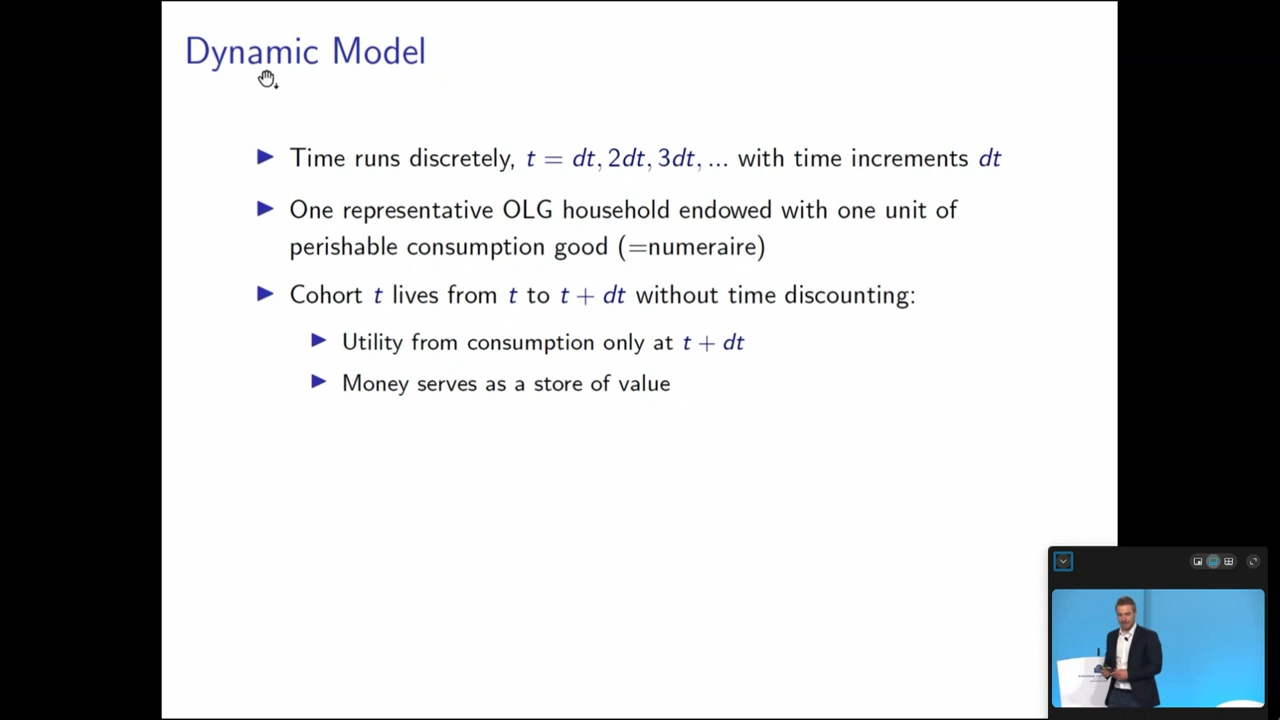 Dynamic Model
▶ Time runs discretely, t = dt, 2dt, 3dt, ... with time increments dt
▶ One representative OLG household endowed with one unit of
perishable consumption good (=numeraire)
▶ Cohort t lives from t to t + dt without time discounting:
▶ Utility from consumption only at t + dt
▶ Money serves as a store of value